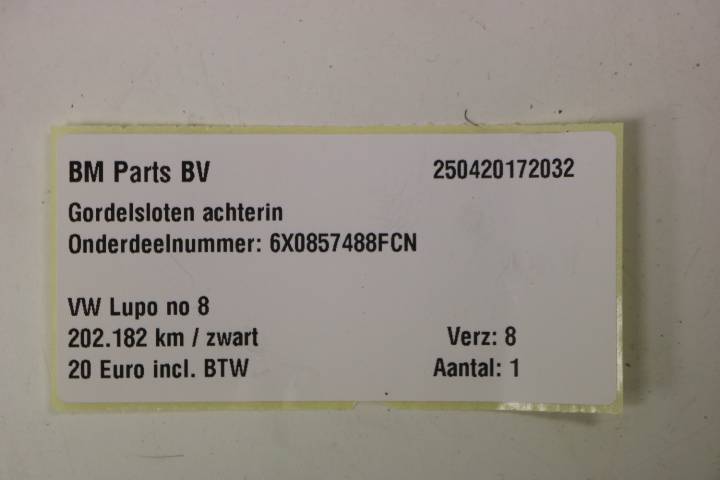 BM Parts BV 250420172032
Gordelsloten achterin
Onderdeelnummer: 6X0857488FCN
VW Lupo no 8
202.182 km / zwart Verz: 8
20 Euro incl. BTW Aantal: 1